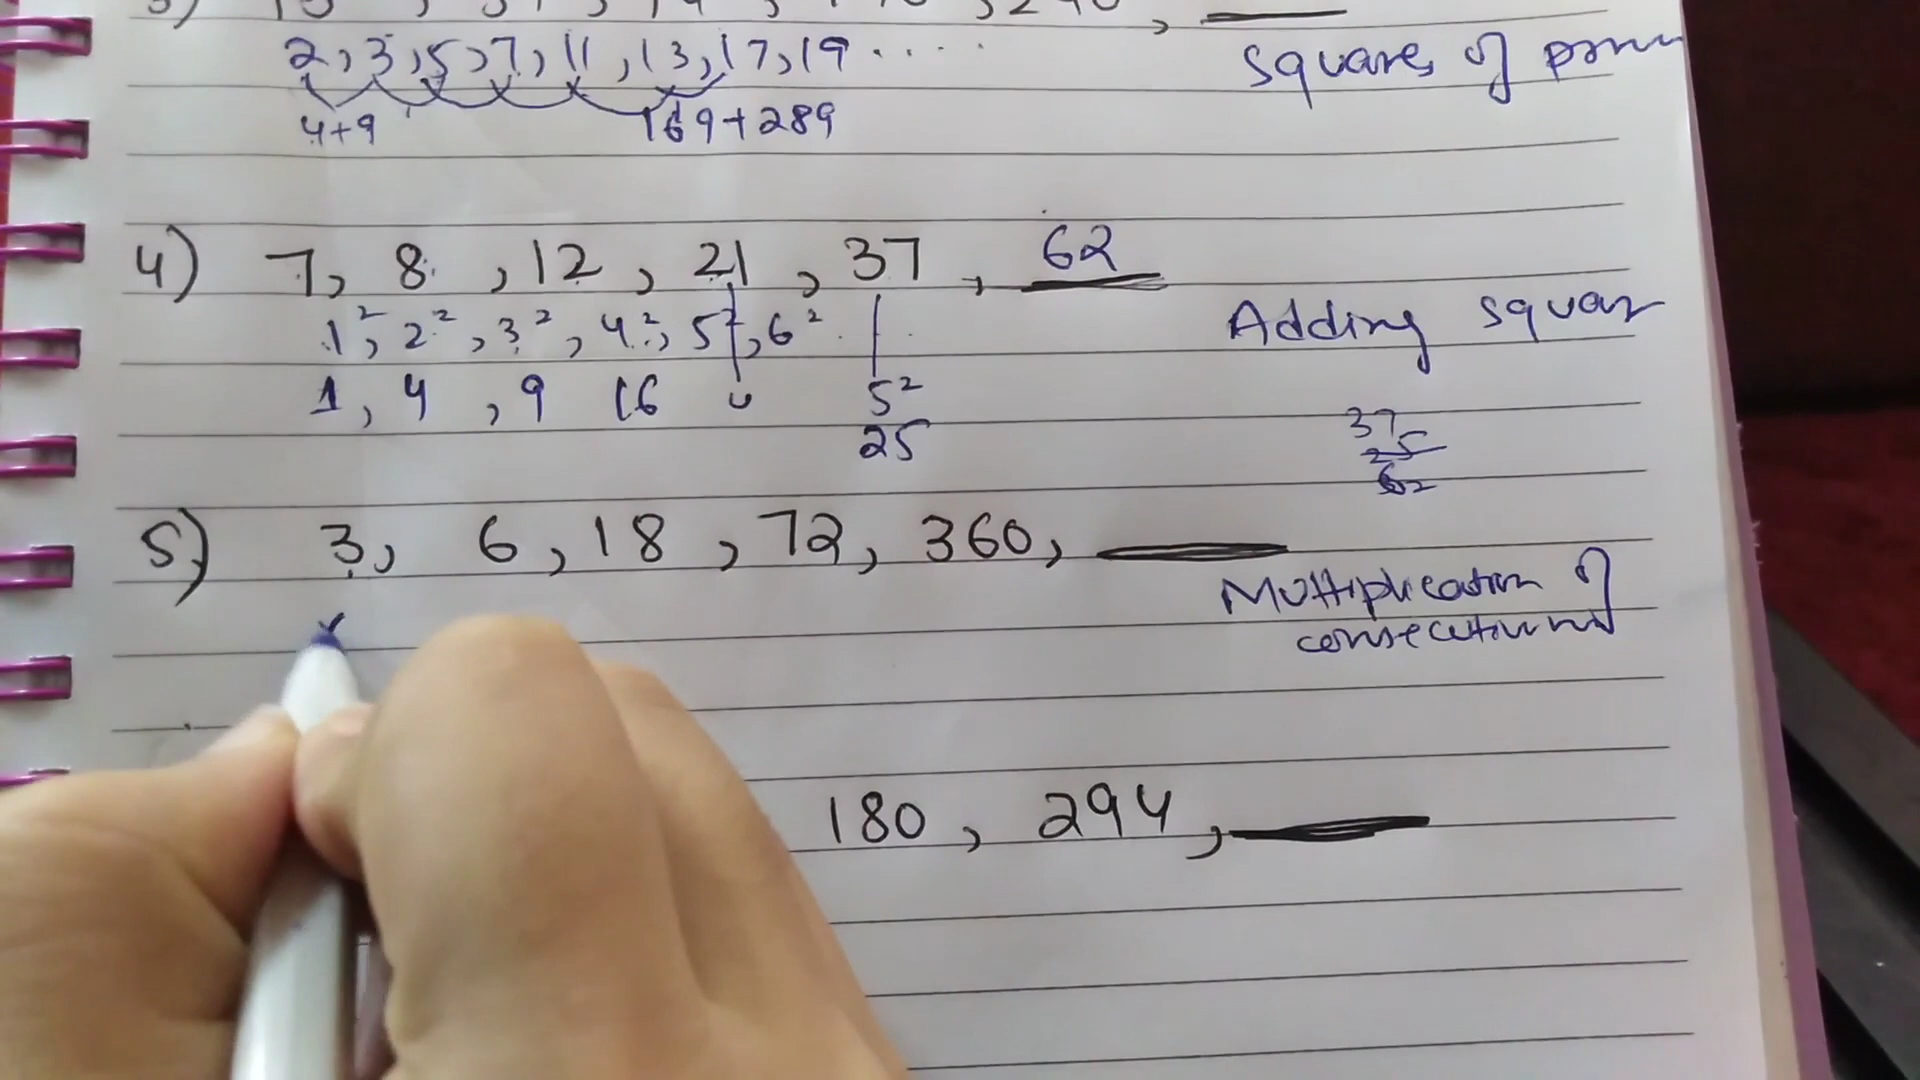 2, 3, 5, 7, 11, 13, 17, 19 ....
squares of
4+9 169+289
4) 7, 8, 12, 21, 37, 62
1², 2², 3², 4², 5², 6²
Adding squar
1, 4, 9 16 5²
25
37
25
62
5) 3, 6, 18, 72, 360,
Multiplication of
180, 294,